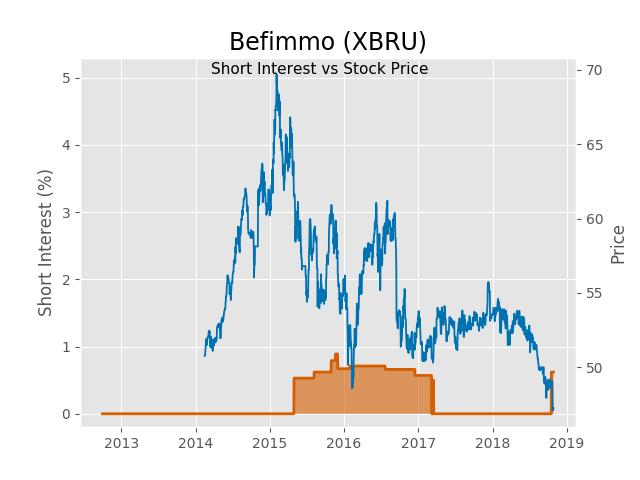 Befimmo (XBRU)
Short Interest vs Stock Price
Short Interest (%)
5
4
3
2
1
0
70
65
60
55
50
Price
2013 2014 2015 2016 2017 2018 2019